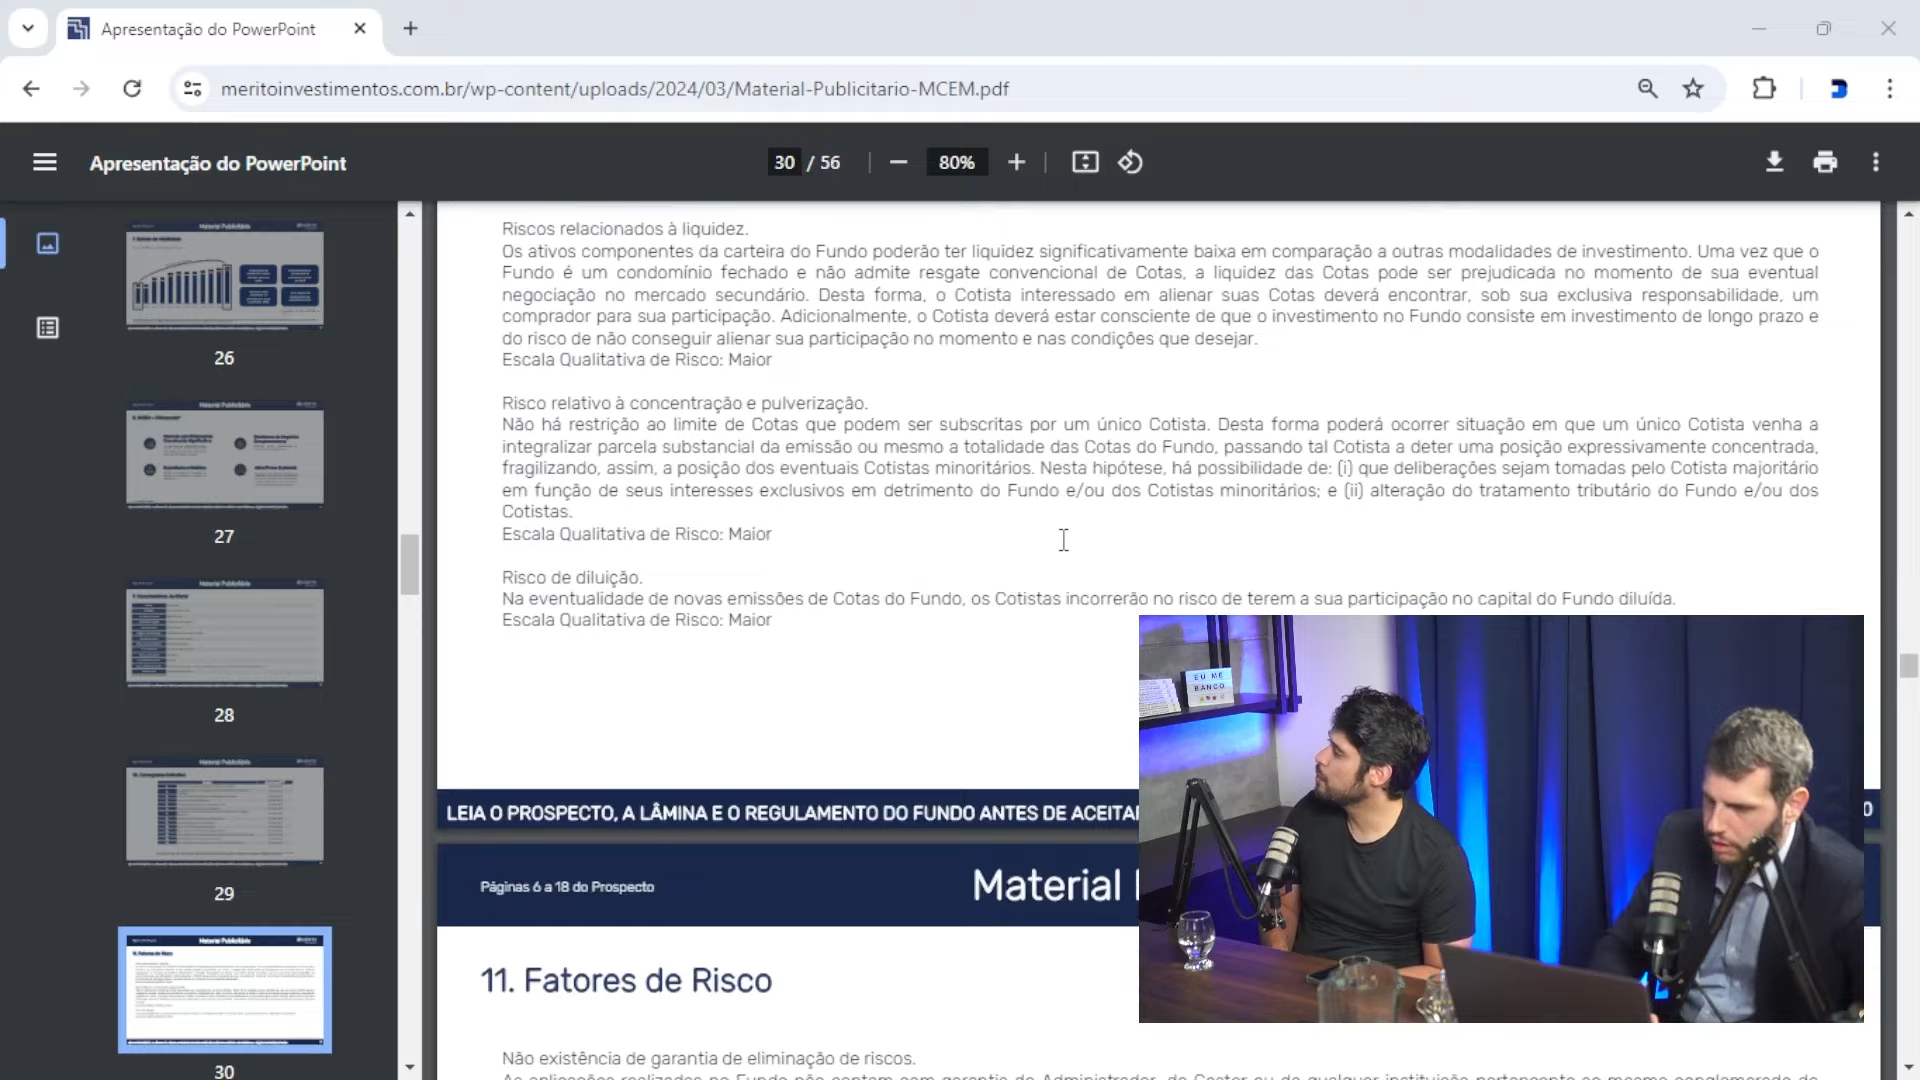 Apresentação do PowerPoint
meritoinvestimentos.com.br/wp-content/uploads/2024/03/Material-Publicitario-MCEM.pdf
Apresentação do PowerPoint
30 / 56
80%
26
27
28
29
30
Riscos relacionados à liquidez.
Os ativos componentes da carteira do Fundo poderão ter liquidez significativamente baixa em comparação a outras modalidades de investimento. Uma vez que o
Fundo é um condomínio fechado e não admite resgate convencional de Cotas, a liquidez das Cotas pode ser prejudicada no momento de sua eventual
negociação no mercado secundário. Desta forma, o Cotista interessado em alienar suas Cotas deverá encontrar, sob sua exclusiva responsabilidade, um
comprador para sua participação. Adicionalmente, o Cotista deverá estar consciente de que o investimento no Fundo consiste em investimento de longo prazo e
do risco de não conseguir alienar sua participação no momento e nas condições que desejar.
Escala Qualitativa de Risco: Maior
Risco relativo à concentração e pulverização.
Não há restrição ao limite de Cotas que podem ser subscritas por um único Cotista. Desta forma poderá ocorrer situação em que um único Cotista venha a
integralizar parcela substancial da emissão ou mesmo a totalidade das Cotas do Fundo, passando tal Cotista a deter uma posição expressivamente concentrada,
fragilizando, assim, a posição dos eventuais Cotistas minoritários. Nesta hipótese, há possibilidade de: (i) que deliberações sejam tomadas pelo Cotista majoritário
em função de seus interesses exclusivos em detrimento do Fundo e/ou dos Cotistas minoritários; e (ii) alteração do tratamento tributário do Fundo e/ou dos
Cotistas.
Escala Qualitativa de Risco: Maior
Risco de diluição.
Na eventualidade de novas emissões de Cotas do Fundo, os Cotistas incorrerão no risco de terem a sua participação no capital do Fundo diluída.
Escala Qualitativa de Risco: Maior
EU ME
BANCO
LEIA O PROSPECTO, A LÂMINA E O REGULAMENTO DO FUNDO ANTES DE ACEITA
Páginas 6 a 18 do Prospecto
Material
11. Fatores de Risco
Não existência de garantia de eliminação de riscos.